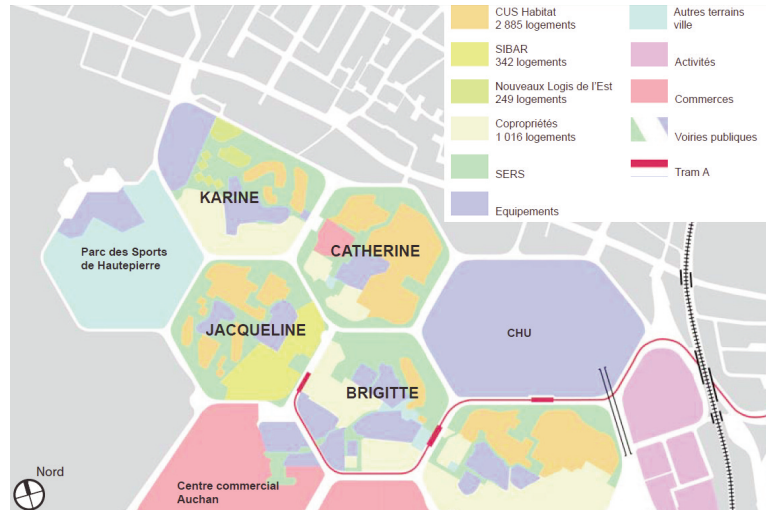 CUS Habitat
2 885 logements
SIBAR
342 logements
Nouveaux Logis de l'Est
249 logements
Copropriétés
1 016 logements
SERS
Equipements
Autres terrains
ville
Activités
Commerces
Voiries publiques
Tram A
KARINE
CATHERINE
Parc des Sports
de Hautepierre
JACQUELINE
CHU
BRIGITTE
Nord
Centre commercial
Auchan